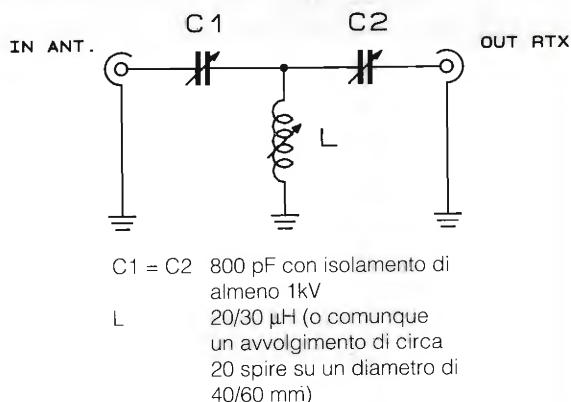 C1 C2
IN ANT. OUT RTX
L
C1 = C2 800 pF con isolamento di
almeno 1kV
L 20/30 µH (o comunque
un avvolgimento di circa
20 spire su un diametro di
40/60 mm)